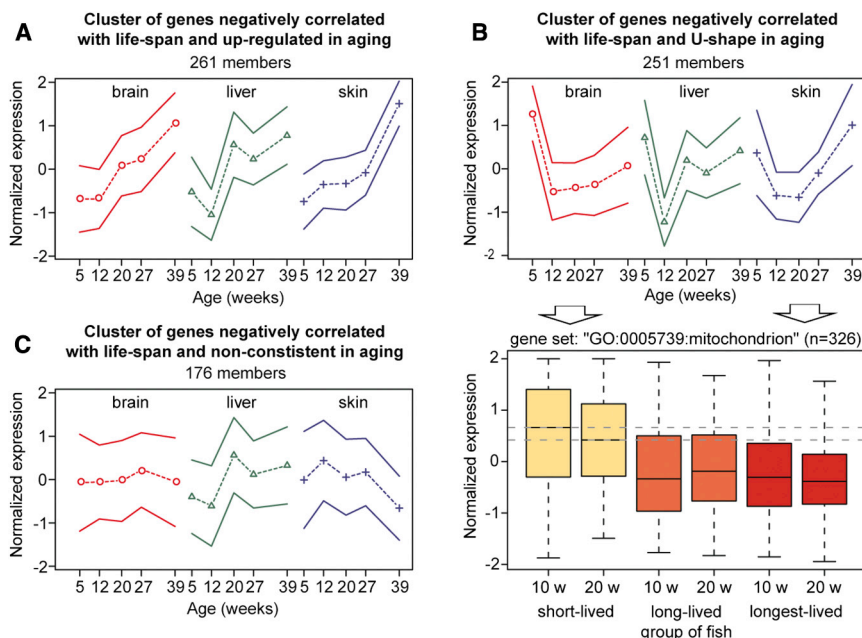 A
Cluster of genes negatively correlated
with life-span and up-regulated in aging
261 members
brain liver skin
Normalized expression
2
1
0
-1
-2
5 12 20 27 39 5 12 20 27 39 5 12 20 27 39
Age (weeks)
B
Cluster of genes negatively correlated
with life-span and U-shape in aging
251 members
brain liver skin
Normalized expression
2
1
0
-1
-2
5 12 20 27 39 5 12 20 27 39 5 12 20 27 39
Age (weeks)
C
Cluster of genes negatively correlated
with life-span and non-constistent in aging
176 members
brain liver skin
Normalized expression
2
1
0
-1
-2
5 12 20 27 39 5 12 20 27 39 5 12 20 27 39
Age (weeks)
gene set: "GO:0005739:mitochondrion" (n=326)
Normalized expression
2
1
0
-1
-2
10 w 20 w 10 w 20 w 10 w 20 w
short-lived long-lived longest-lived
group of fish